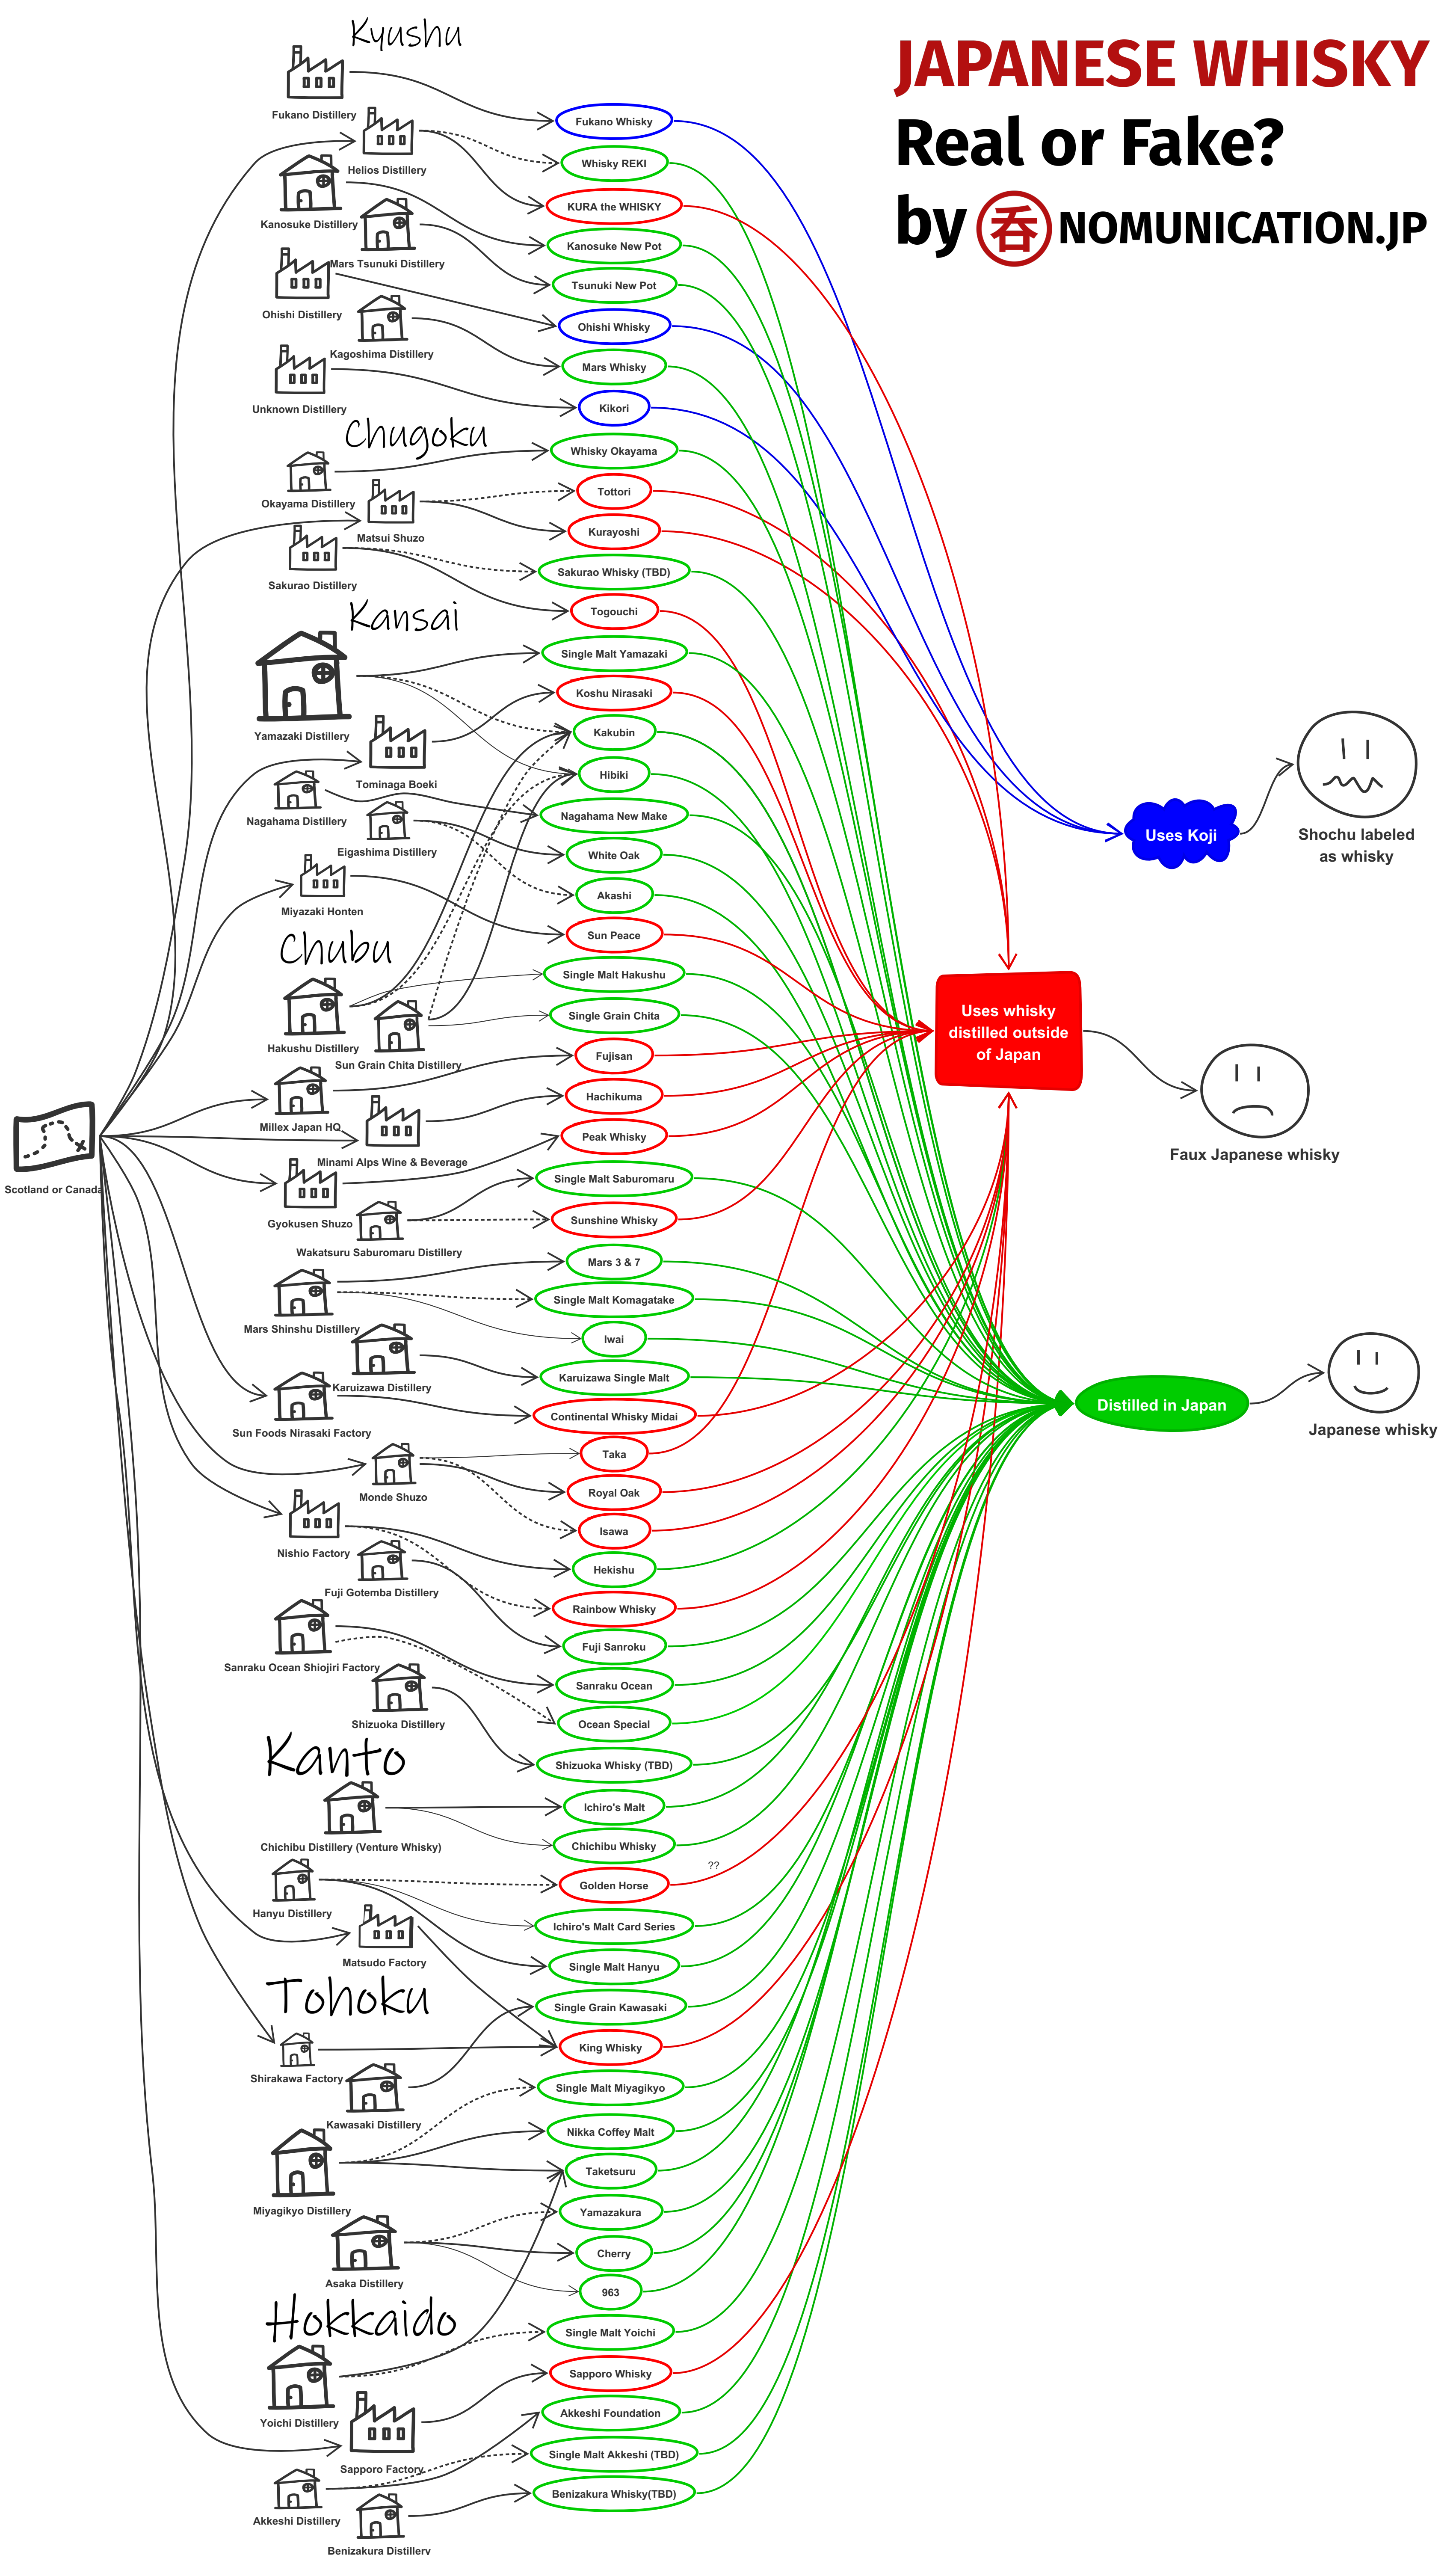 JAPANESE WHISKY
Real or Fake?
by 呑 NOMUNICATION.JP
Kyushu
Fukano Distillery
Fukano Whisky
Helios Distillery
Whisky REKI
KURA the WHISKY
Kanosuke Distillery
Kanosuke New Pot
Mars Tsunuki Distillery
Tsunuki New Pot
Ohishi Distillery
Ohishi Whisky
Kagoshima Distillery
Mars Whisky
Unknown Distillery
Kikori
Chugoku
Whisky Okayama
Okayama Distillery
Tottori
Matsui Shuzo
Kurayoshi
Sakurao Distillery
Sakurao Whisky (TBD)
Togouchi
Kansai
Single Malt Yamazaki
Koshu Nirasaki
Yamazaki Distillery
Kakubin
Tominaga Boeki
Hibiki
Nagahama Distillery
Nagahama New Make
Eigashima Distillery
White Oak
Akashi
Miyazaki Honten
Sun Peace
Chubu
Single Malt Hakushu
Single Grain Chita
Hakushu Distillery
Sun Grain Chita Distillery
Fujisan
Hachikuma
Millex Japan HQ
Peak Whisky
Minami Alps Wine & Beverage
Single Malt Saburomaru
Gyokusen Shuzo
Sunshine Whisky
Wakatsuru Saburomaru Distillery
Scotland or Canada
Mars 3 & 7
Single Malt Komagatake
Mars Shinshu Distillery
Iwai
Karuizawa Distillery
Karuizawa Single Malt
Continental Whisky Midai
Sun Foods Nirasaki Factory
Taka
Monde Shuzo
Royal Oak
Isawa
Nishio Factory
Hekishu
Fuji Gotemba Distillery
Rainbow Whisky
Fuji Sanroku
Sanraku Ocean Shiojiri Factory
Sanraku Ocean
Shizuoka Distillery
Ocean Special
Shizuoka Whisky (TBD)
Kanto
Ichiro's Malt
Chichibu Distillery (Venture Whisky)
Chichibu Whisky
??
Golden Horse
Hanyu Distillery
Ichiro's Malt Card Series
Matsudo Factory
Single Malt Hanyu
Tohoku
Single Grain Kawasaki
King Whisky
Shirakawa Factory
Single Malt Miyagikyo
Kawasaki Distillery
Nikka Coffey Malt
Taketsuru
Miyagikyo Distillery
Yamazakura
Cherry
Asaka Distillery
963
Hokkaido
Single Malt Yoichi
Sapporo Whisky
Yoichi Distillery
Akkeshi Foundation
Sapporo Factory
Single Malt Akkeshi (TBD)
Akkeshi Distillery
Benizakura Whisky(TBD)
Benizakura Distillery
Uses Koji
Shochu labeled
as whisky
Uses whisky
distilled outside
of Japan
Faux Japanese whisky
Distilled in Japan
Japanese whisky